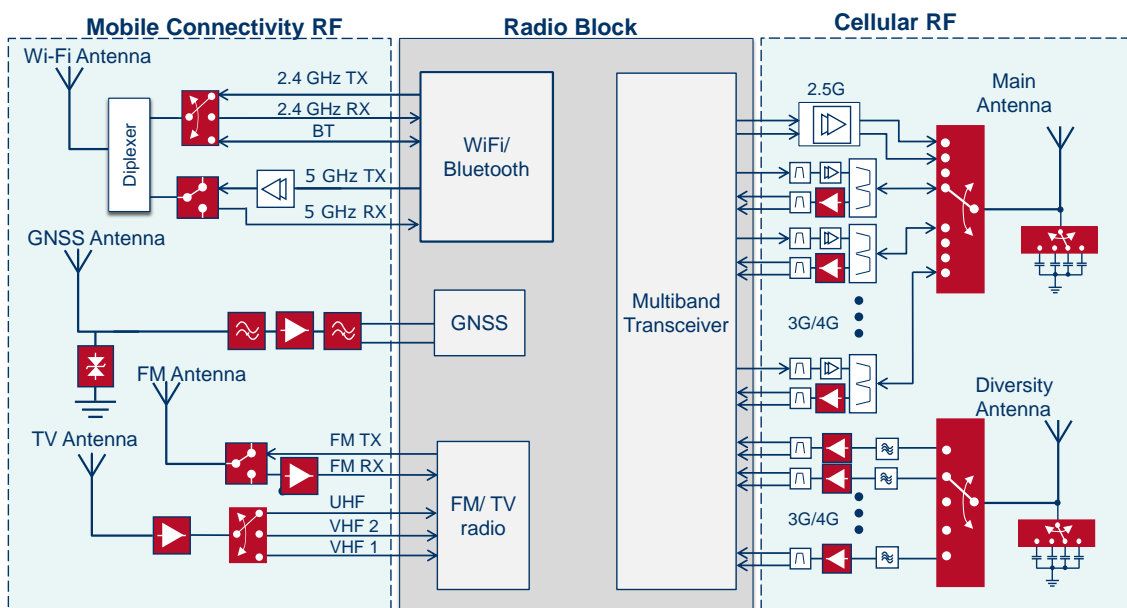 Mobile Connectivity RF
Radio Block
Cellular RF
Wi-Fi Antenna
2.4 GHz TX
2.4 GHz RX
BT
Diplexer
5 GHz TX
5 GHz RX
WiFi/
Bluetooth
GNSS Antenna
GNSS
FM Antenna
TV Antenna
FM TX
FM RX
UHF
VHF 2
VHF 1
FM/ TV
radio
Multiband
Transceiver
2.5G
Main
Antenna
3G/4G
Diversity
Antenna
3G/4G